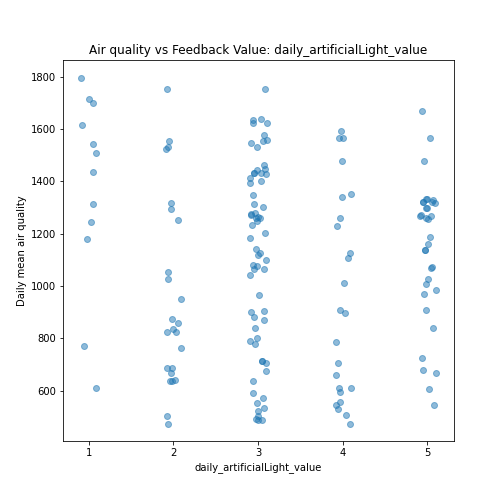 Air quality vs Feedback Value: daily_artificialLight_value
1800
1600
1400
1200
1000
800
600
Daily mean air quality
1 2 3 4 5
daily_artificialLight_value